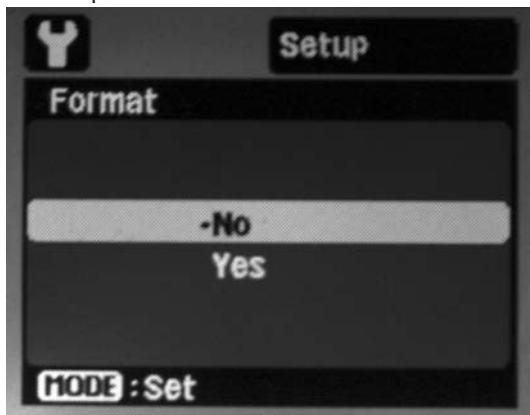 Setup
Format
-No
Yes
MODE :Set